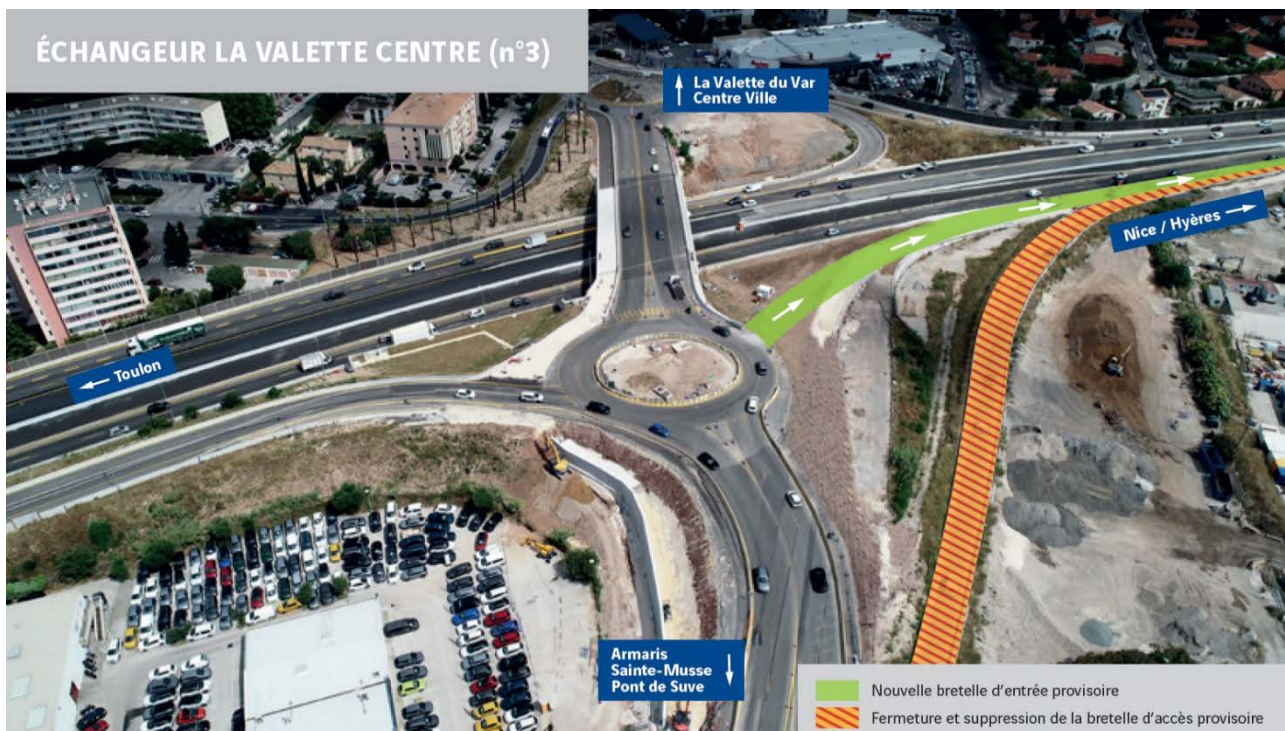 ÉCHANGEUR LA VALETTE CENTRE (n°3)
↑ La Valette du Var
Centre Ville
Nice / Hyères →
← Toulon
Armaris
Sainte-Musse ↓
Pont de Suve
Nouvelle bretelle d'entrée provisoire
Fermeture et suppression de la bretelle d'accès provisoire